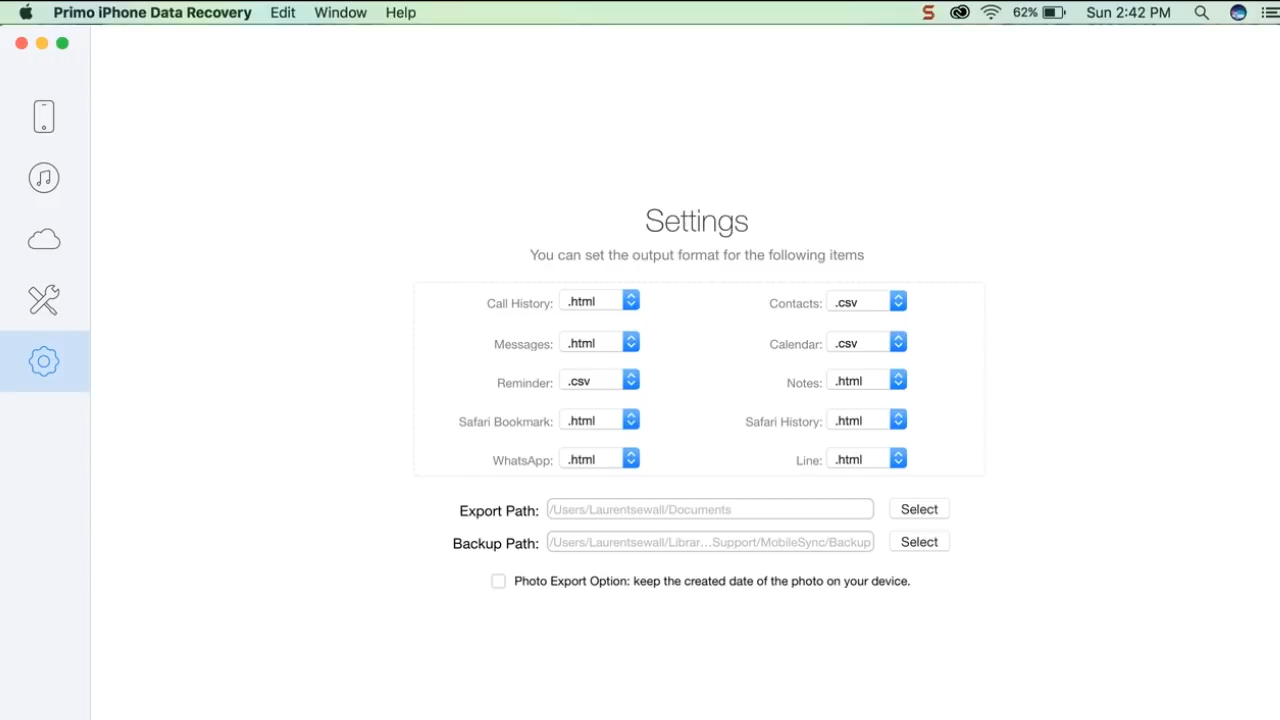 Primo iPhone Data Recovery Edit Window Help 62% Sun 2:42 PM
Settings
You can set the output format for the following items
Call History: .html Contacts: .csv
Messages: .html Calendar: .csv
Reminder: .csv Notes: .html
Safari Bookmark: .html Safari History: .html
WhatsApp: .html Line: .html
Export Path: /Users/Laurentsewall/Documents Select
Backup Path: /Users/Laurentsewall/Librar...Support/MobileSync/Backup Select
Photo Export Option: keep the created date of the photo on your device.